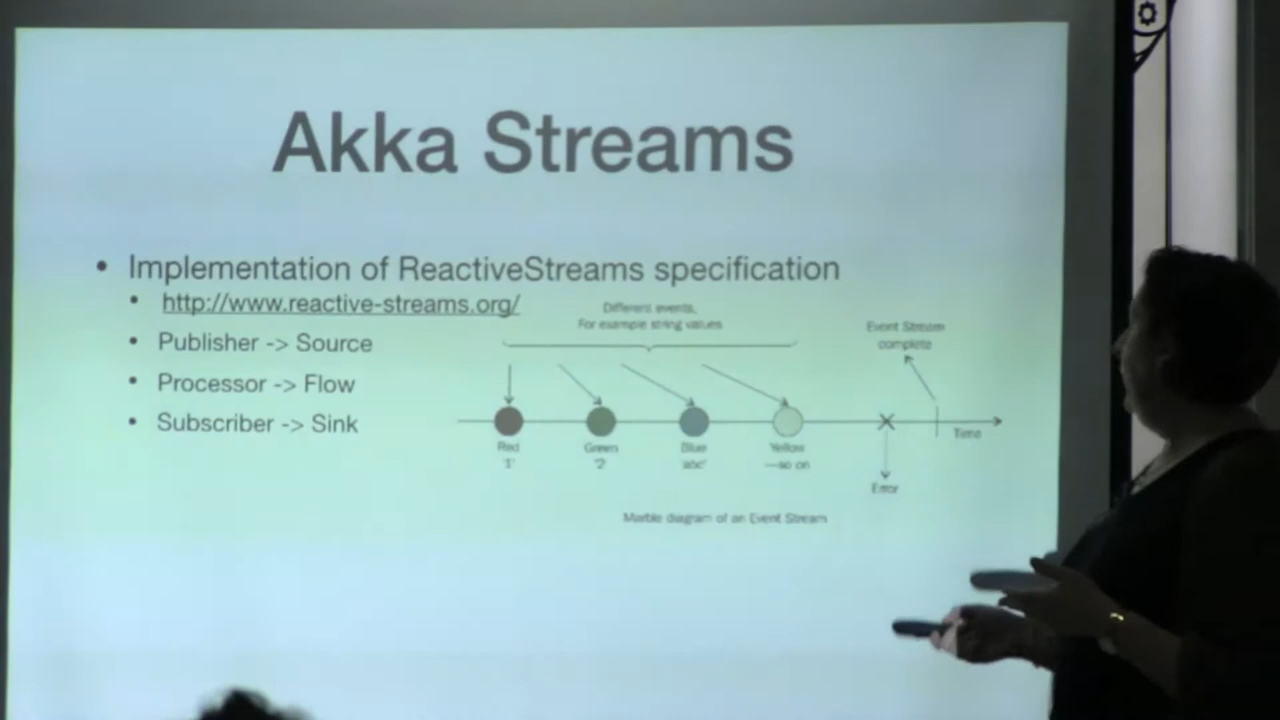 Akka Streams
• Implementation of ReactiveStreams specification
• http://www.reactive-streams.org/
• Publisher -> Source
• Processor -> Flow
• Subscriber -> Sink
Different events,
For example string values
Event Stream
complete
Red
'1'
Green
'2'
Blue
'abc'
Yellow
—so on
Time
Error
Marble diagram of an Event Stream